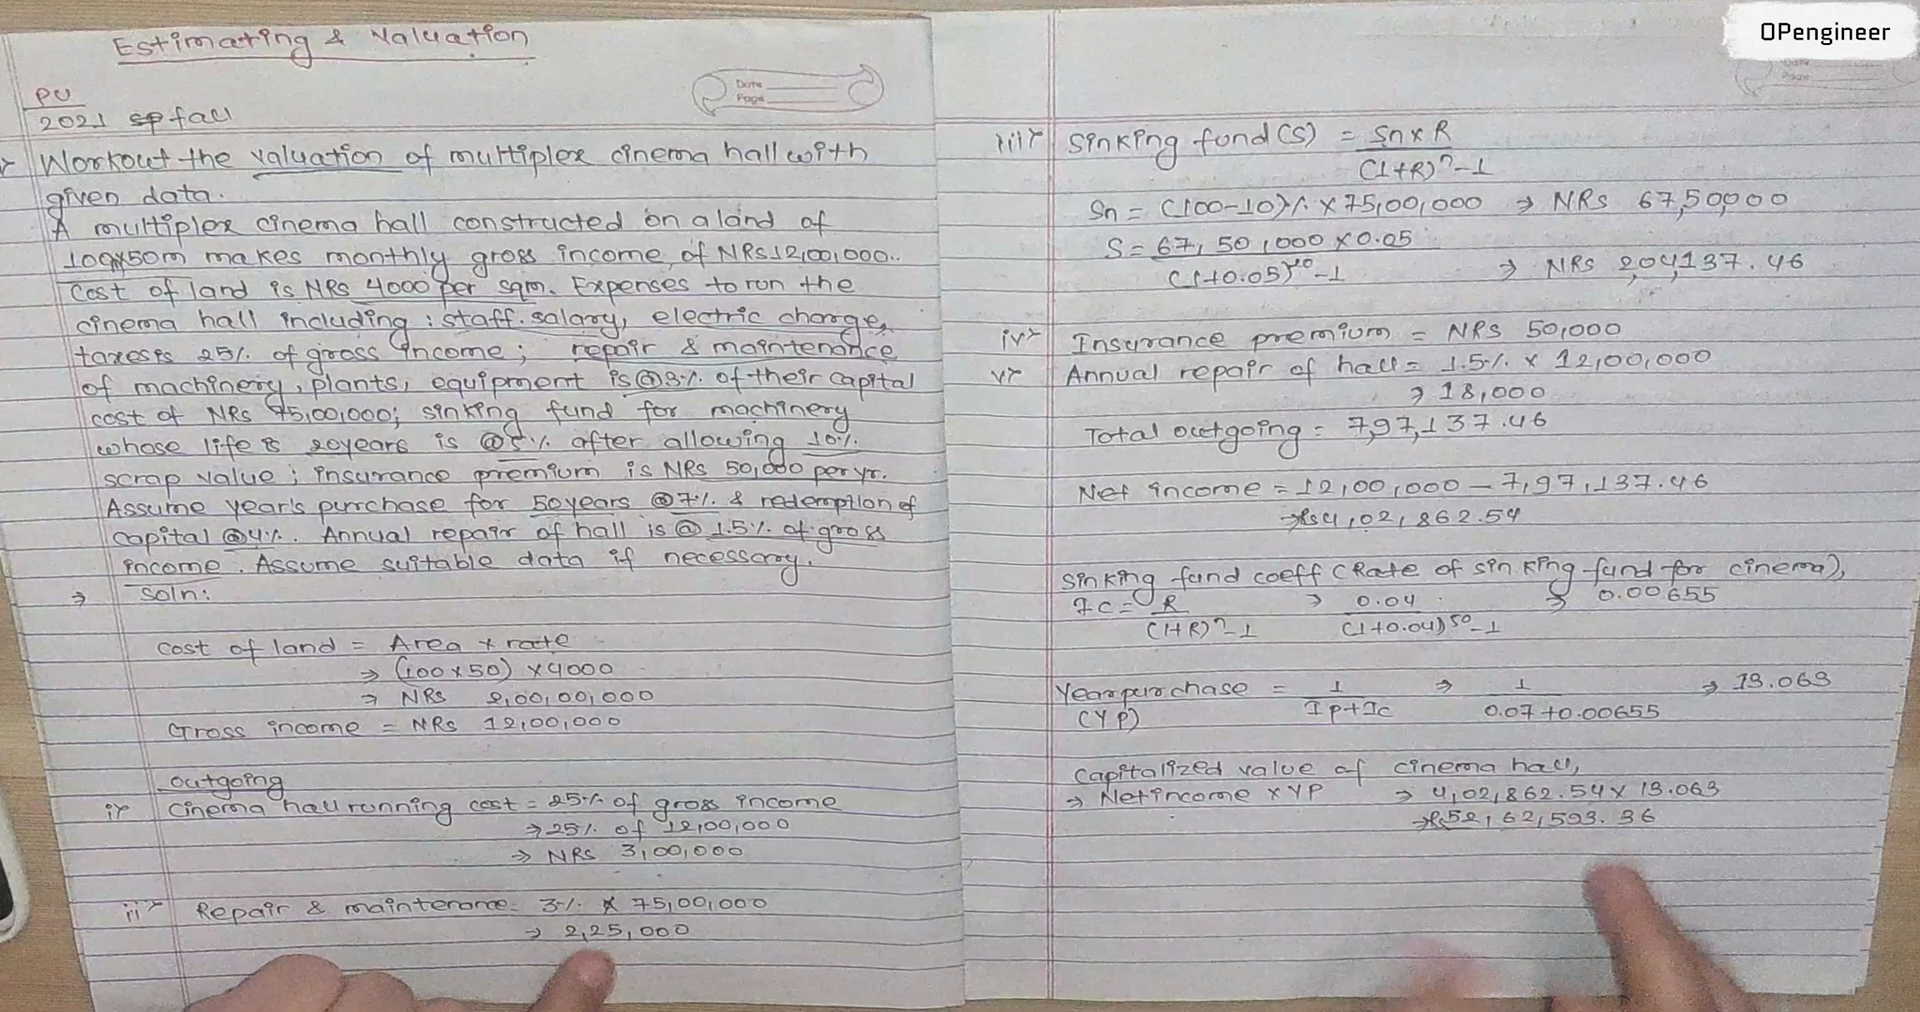 OPengineer
Estimating & Valuation
Date
Page
PU
2021 fall
Workout the valuation of multiplex cinema hall with
given data.
A multiplex cinema hall constructed on a land of
100x50m makes monthly gross income of NRs 12,00,000..
Cost of land is NRs 4000 per sqm. Expenses to run the
cinema hall including: staff salary, electric charge,
taxes is 25%. of gross income; repair & maintenance
of machinery, plants, equipment is @3%. of their capital
cost of NRs 75,00,000; sinking fund for machinery
whose life is 20years is @5%. after allowing 10%.
scrap value; insurance premium is NRs 50,000 per yr.
Assume year's purchase for 50years @7%. & redemption of
capital @4%. Annual repair of hall is @ 1.5%. of gross
income. Assume suitable data if necessary.
⇒ soln:
Cost of land = Area x rate
⇒ (100x50) x4000
⇒ NRs 2,00,00,000
Gross income = NRs 12,00,000
outgoing
i> Cinema hall running cost = 25%. of gross income
⇒ 25%. of 12,00,000
⇒ NRs 3,00,000
ii> Repair & maintenance = 3%. x 75,00,000
⇒ 2,25,000
Date
Page
iii> Sinking fund (S) = Sn x R
(1+R)ⁿ-1
Sn = (100-10)%. x 75,00,000 ⇒ NRs 67,50,000
S = 67,50,000 x0.05
(1+0.05)²⁰-1 ⇒ NRs 2,04,137.46
iv> Insurance premium = NRs 50,000
v> Annual repair of hall = 1.5%. x 12,00,000
⇒ 18,000
Total outgoing = 7,97,137.46
Net income = 12,00,000 - 7,97,137.46
⇒Rs 4,02,862.54
Sinking fund coeff (Rate of sinking fund for cinema),
Ic = R ⇒ 0.04 ⇒ 0.00655
(1+R)ⁿ-1 (1+0.04)⁵⁰-1
Year purchase = 1 ⇒ 1 ⇒ 13.063
(YP) Ip+Ic 0.07+0.00655
Capitalized value of cinema hall,
⇒ Net income x YP ⇒ 4,02,862.54 x 13.063
⇒Rs 52,62,593.36